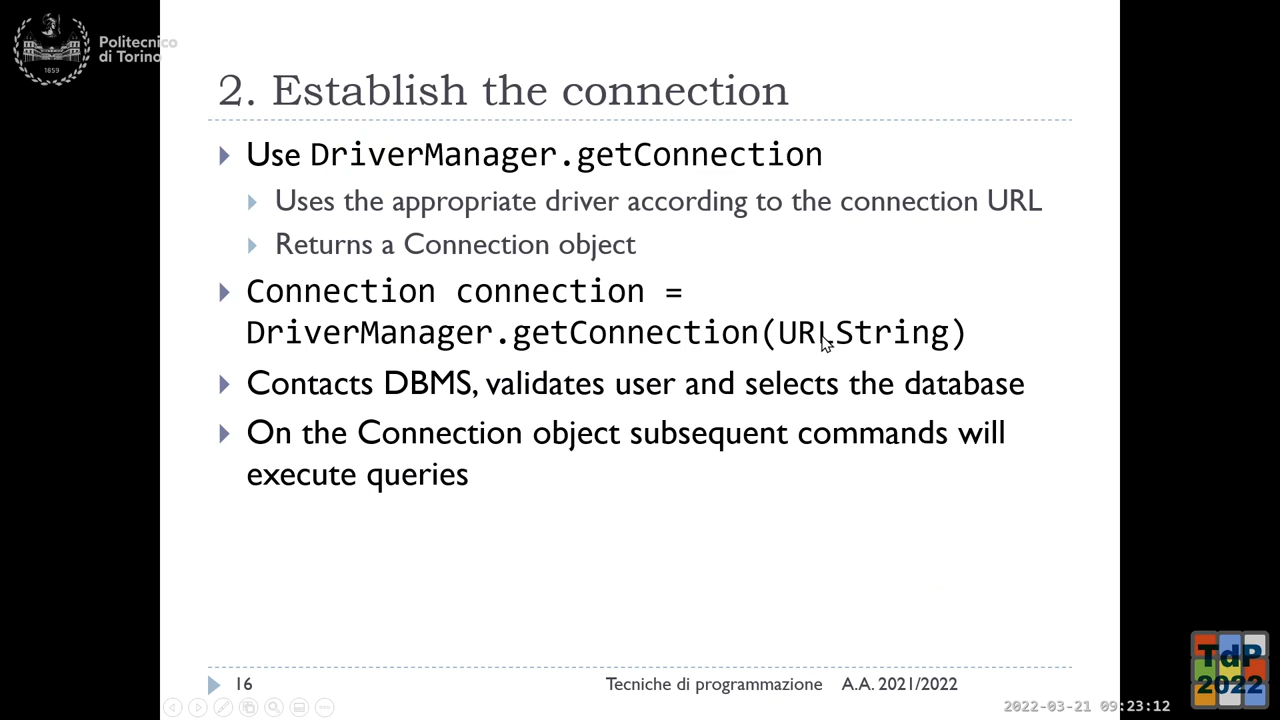 Politecnico
di Torino
1859
2. Establish the connection
Use DriverManager.getConnection
Uses the appropriate driver according to the connection URL
Returns a Connection object
Connection connection =
DriverManager.getConnection(URLString)
Contacts DBMS, validates user and selects the database
On the Connection object subsequent commands will
execute queries
16
Tecniche di programmazione A.A. 2021/2022
TdP
2022
2022-03-21 09:23:12